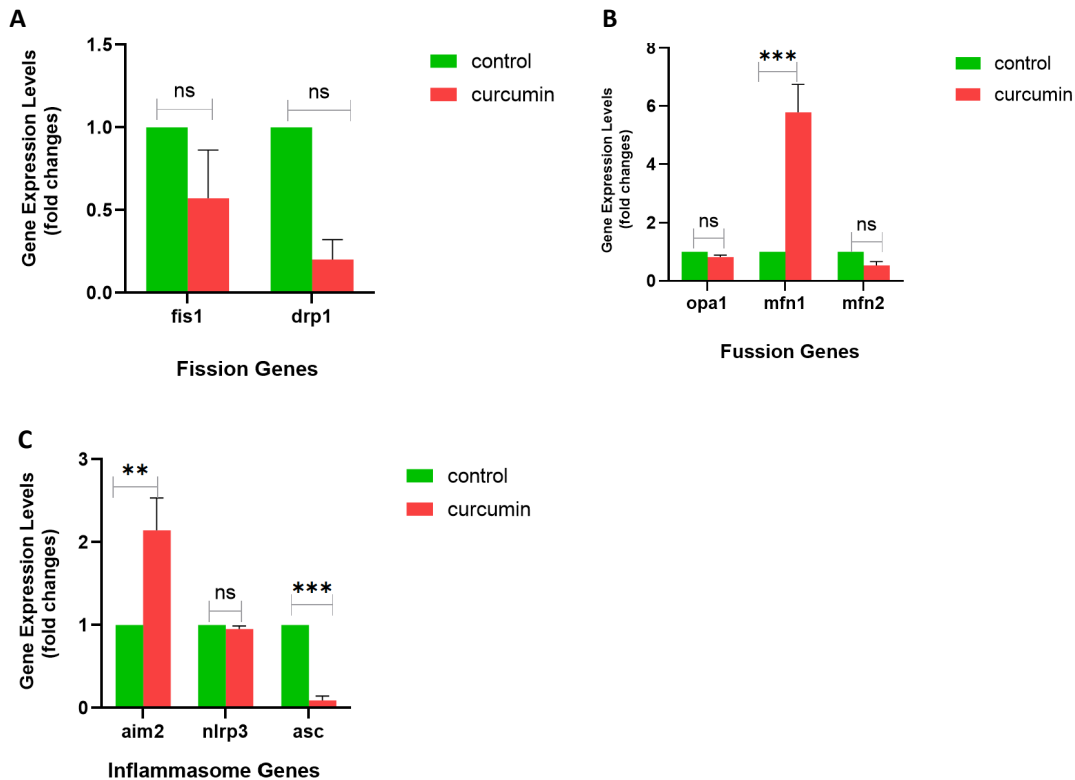 A
Gene Expression Levels
(fold changes)
1.5
1.0
0.5
0.0
ns
ns
control
curcumin
fis1
drp1
Fission Genes
B
Gene Expression Levels
(fold changes)
8
6
4
2
0
ns
***
ns
control
curcumin
opa1
mfn1
mfn2
Fussion Genes
C
Gene Expression Levels
(fold changes)
3
2
1
0
**
ns
***
control
curcumin
aim2
nlrp3
asc
Inflammasome Genes